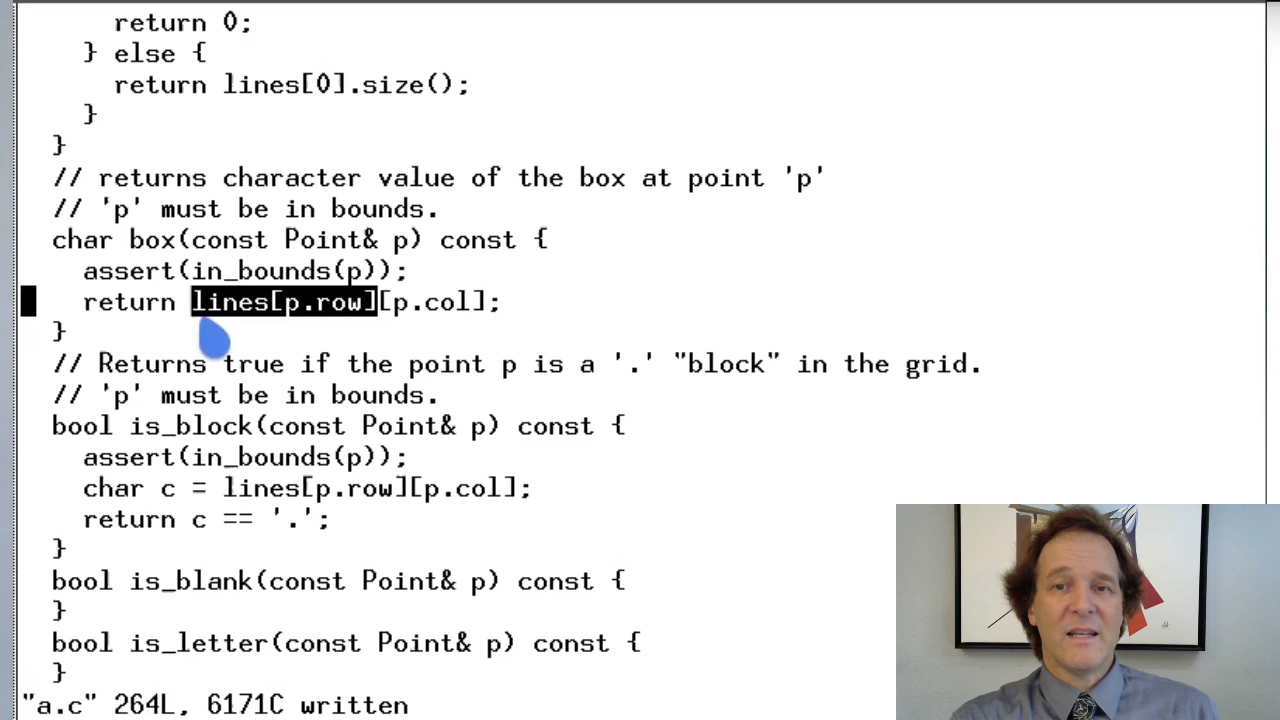 return 0;
} else {
return lines[0].size();
}
}
// returns character value of the box at point 'p'
// 'p' must be in bounds.
char box(const Point& p) const {
assert(in_bounds(p));
return lines[p.row][p.col];
}
// Returns true if the point p is a '.' "block" in the grid.
// 'p' must be in bounds.
bool is_block(const Point& p) const {
assert(in_bounds(p));
char c = lines[p.row][p.col];
return c == '.';
}
bool is_blank(const Point& p) const {
}
bool is_letter(const Point& p) const {
}
"a.c" 264L, 6171C written